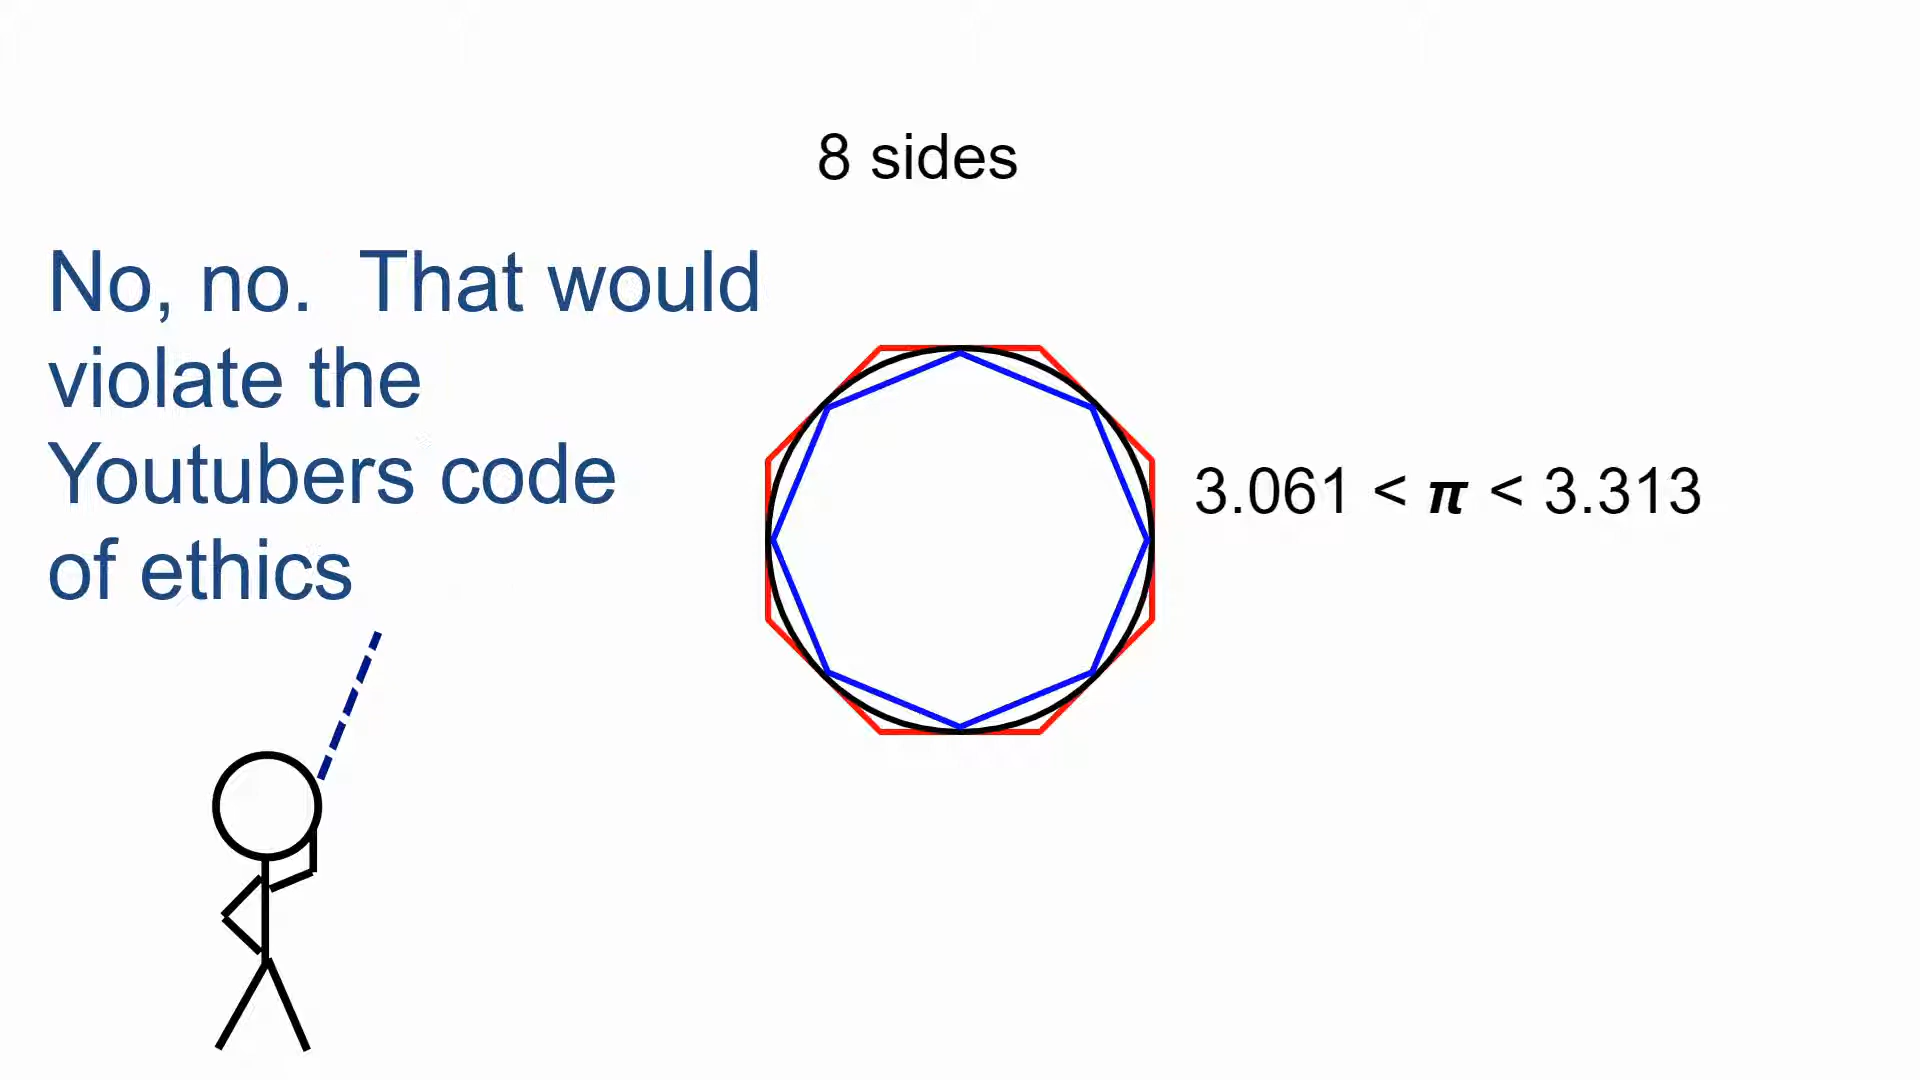 8 sides
No, no.  That would
violate the
Youtubers code
of ethics
3.061 < π < 3.313